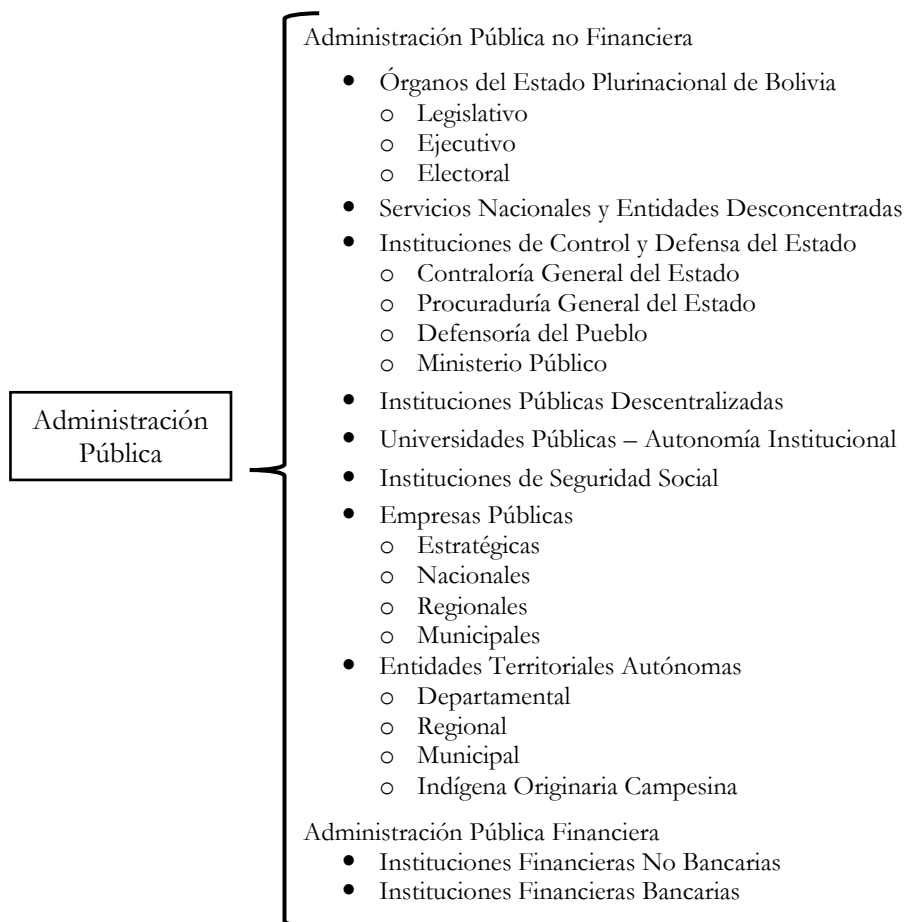 Administración Pública no Financiera
• Órganos del Estado Plurinacional de Bolivia
o Legislativo
o Ejecutivo
o Electoral
• Servicios Nacionales y Entidades Desconcentradas
• Instituciones de Control y Defensa del Estado
o Contraloría General del Estado
o Procuraduría General del Estado
o Defensoría del Pueblo
o Ministerio Público
• Instituciones Públicas Descentralizadas
• Universidades Públicas – Autonomía Institucional
• Instituciones de Seguridad Social
• Empresas Públicas
o Estratégicas
o Nacionales
o Regionales
o Municipales
• Entidades Territoriales Autónomas
o Departamental
o Regional
o Municipal
o Indígena Originaria Campesina
Administración Pública Financiera
• Instituciones Financieras No Bancarias
• Instituciones Financieras Bancarias
Administración
Pública